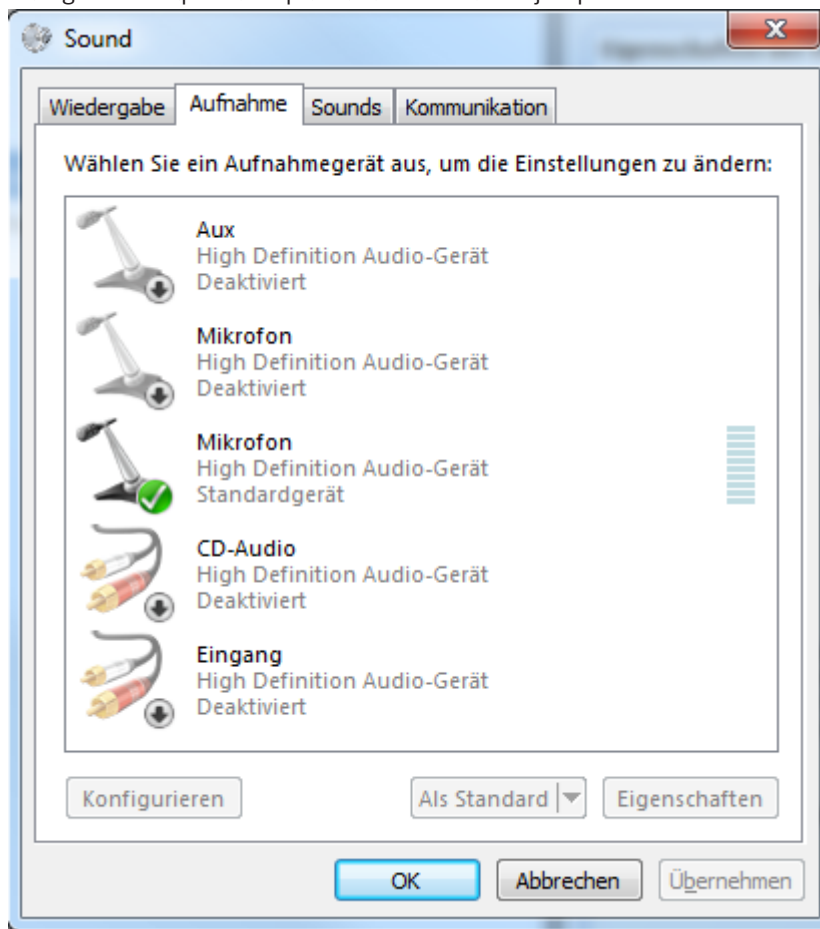 Sound
Wiedergabe Aufnahme Sounds Kommunikation
Wählen Sie ein Aufnahmegerät aus, um die Einstellungen zu ändern:
Aux
High Definition Audio-Gerät
Deaktiviert
Mikrofon
High Definition Audio-Gerät
Deaktiviert
Mikrofon
High Definition Audio-Gerät
Standardgerät
CD-Audio
High Definition Audio-Gerät
Deaktiviert
Eingang
High Definition Audio-Gerät
Deaktiviert
Konfigurieren Als Standard Eigenschaften
OK Abbrechen Übernehmen